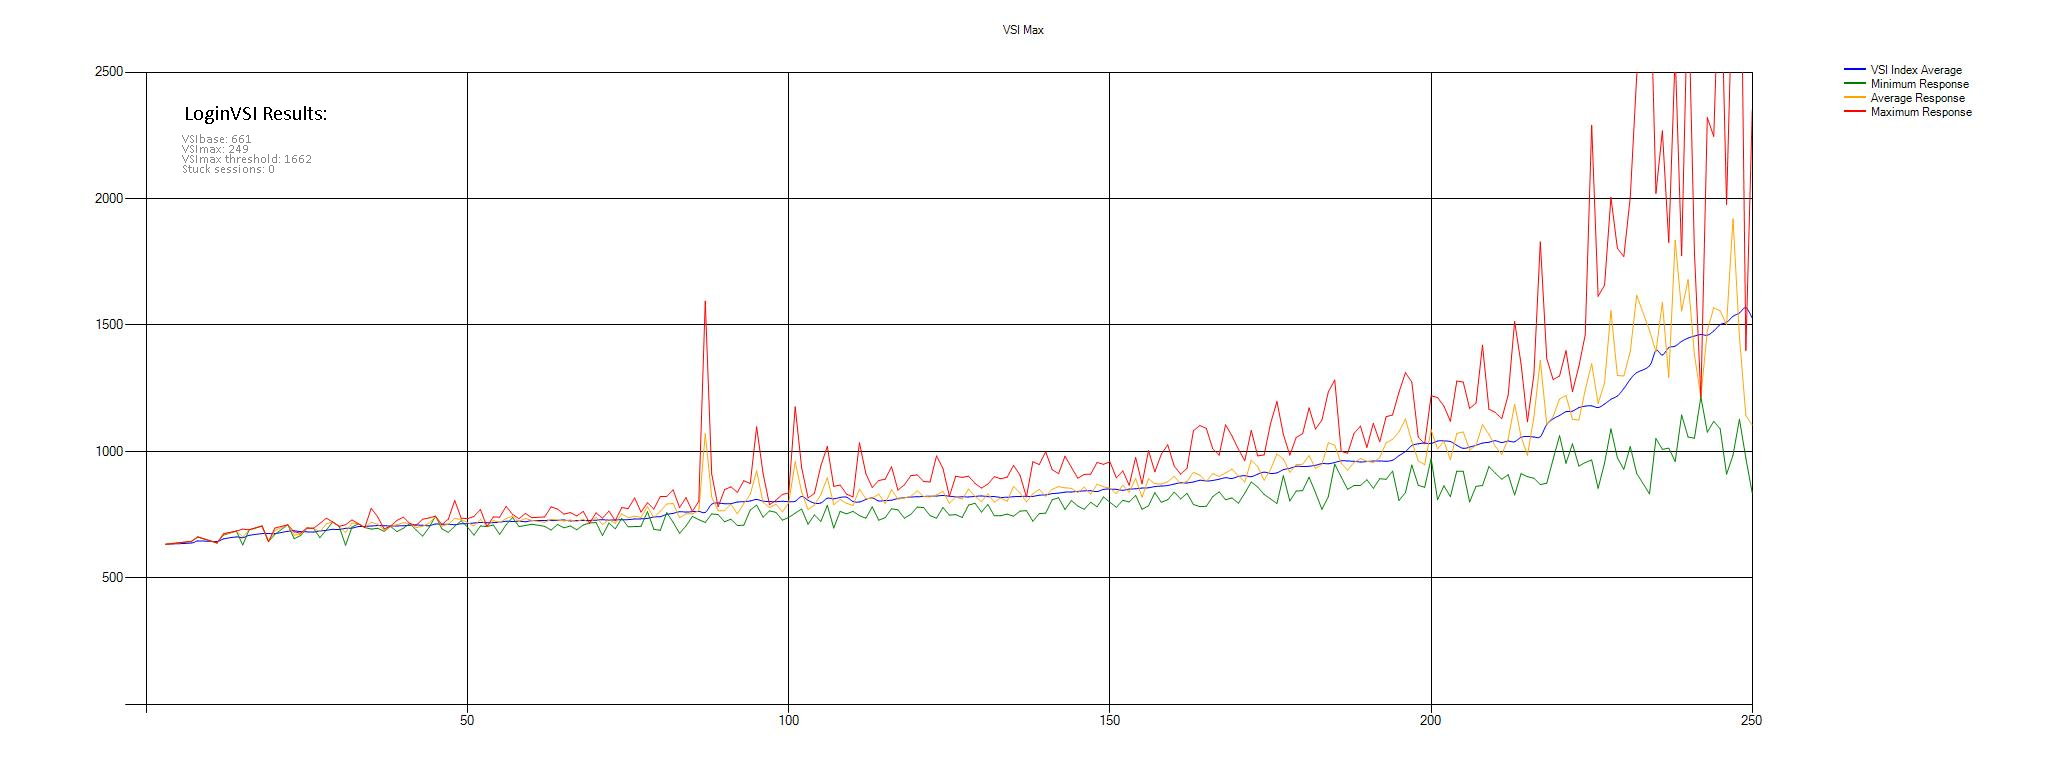 VSI Max
2500
2000
1500
1000
500
LoginVSI Results:
VSIbase: 661
VSImax: 249
VSImax threshold: 1662
Stuck sessions: 0
50
100
150
200
250
VSI Index Average
Minimum Response
Average Response
Maximum Response